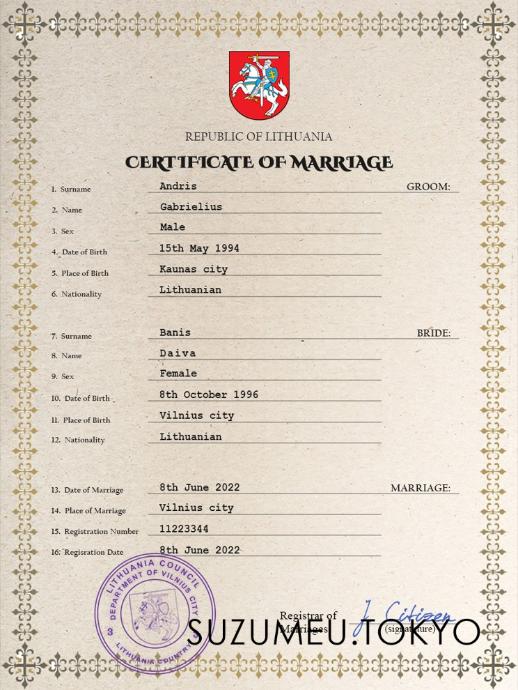 REPUBLIC OF LITHUANIA
CERTIFICATE OF MARRIAGE
1. Surname Andris GROOM:
2. Name Gabrielius
3. Sex Male
4. Date of Birth 15th May 1994
5. Place of Birth Kaunas city
6. Nationality Lithuanian
7. Surname Banis BRIDE:
8. Name Daiva
9. Sex Female
10. Date of Birth 8th October 1996
11. Place of Birth Vilnius city
12. Nationality Lithuanian
13. Date of Marriage 8th June 2022 MARRIAGE:
14. Place of Marriage Vilnius city
15. Registration Number 11223344
16. Regisration Date 8th June 2022
LITHUANIA COUNCIL
DEPARTMENT OF VILNIUS CITY
3
LITHUANIA COUNTRY
Registrar of J. Citizen
Marriages (signature)
SUZUMEU.TOKYO